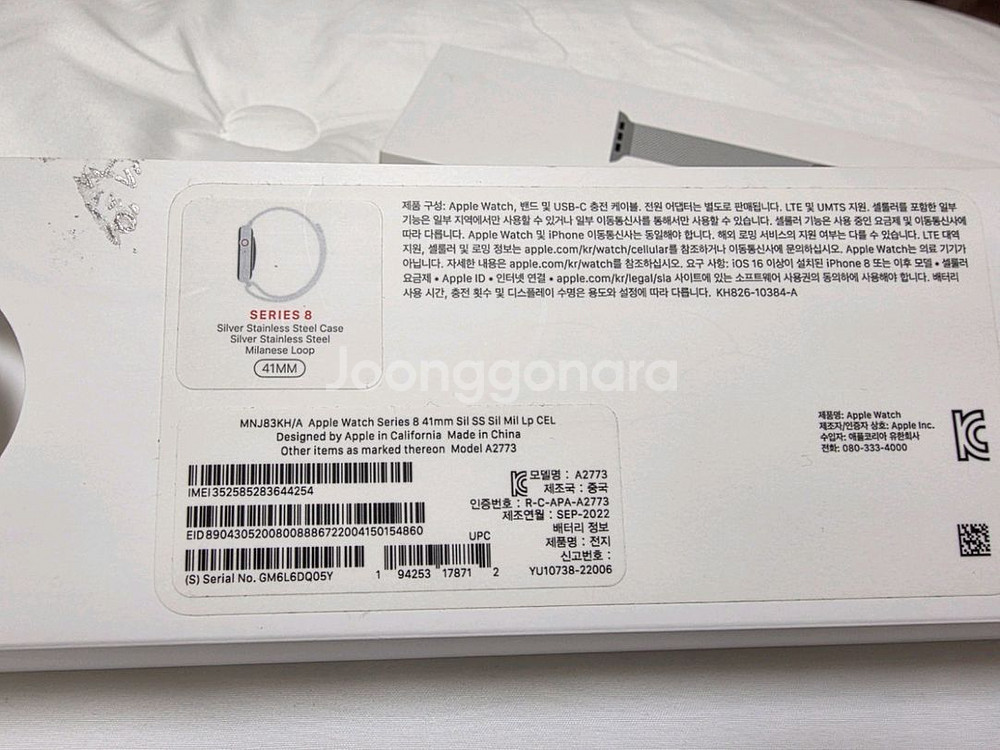 제품 구성: Apple Watch, 밴드 및 USB-C 충전 케이블. 전원 어댑터는 별도로 판매됩니다. LTE 및 UMTS 지원. 셀룰러를 포함한 일부
기능은 일부 지역에서만 사용할 수 있거나 일부 이동통신사를 통해서만 사용할 수 있습니다. 셀룰러 기능은 사용 중인 요금제 및 이동통신사에
따라 다릅니다. Apple Watch 및 iPhone 이동통신사는 동일해야 합니다. 해외 로밍 서비스의 지원 여부는 다를 수 있습니다. LTE 대역
지원, 셀룰러 및 로밍 정보는 apple.com/kr/watch/cellular를 참조하거나 이동통신사에 문의하십시오. Apple Watch는 의료 기기가
아닙니다. 자세한 내용은 apple.com/kr/watch를 참조하십시오. 요구 사항: iOS 16 이상이 설치된 iPhone 8 또는 이후 모델 • 셀룰러
요금제 • Apple ID • 인터넷 연결 • apple.com/kr/legal/sla 사이트에 있는 소프트웨어 사용권의 동의하에 사용해야 합니다. 배터리
사용 시간, 충전 횟수 및 디스플레이 수명은 용도와 설정에 따라 다릅니다. KH826-10384-A
SERIES 8
Silver Stainless Steel Case
Silver Stainless Steel
Milanese Loop
41MM
Joonggonara
MNJ83KH/A Apple Watch Series 8 41mm Sil SS Sil Mil Lp CEL
Designed by Apple in California Made in China
Other items as marked thereon Model A2773
IMEI 352585283644254
EID 89043052008008886722004150154860
UPC
(S) Serial No. GM6L6DQ05Y
1 94253 17871 2
모델명 : A2773
제조국 : 중국
인증번호 : R-C-APA-A2773
제조연월 : SEP-2022
배터리 정보
제품명 : 전지
신고번호 :
YU10738-22006
제품명: Apple Watch
제조자/인증자 상호: Apple Inc.
수입자: 애플코리아 유한회사
전화: 080-333-4000